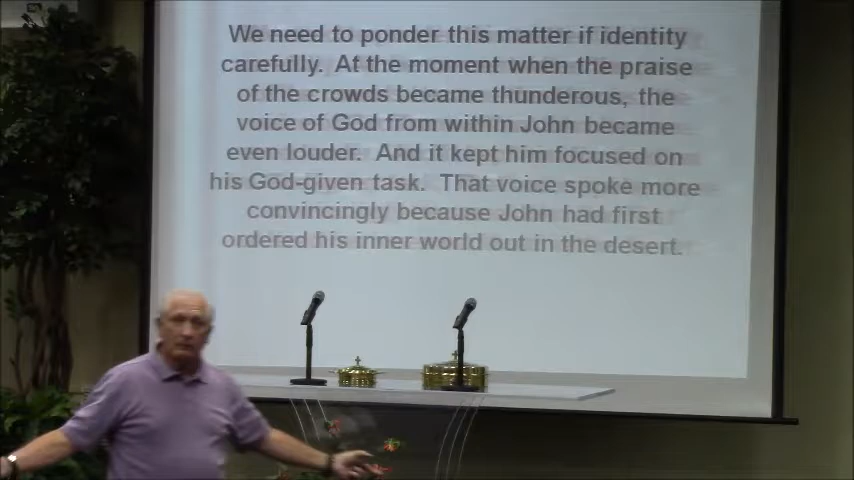 We need to ponder this matter if identity
carefully. At the moment when the praise
of the crowds became thunderous, the
voice of God from within John became
even louder. And it kept him focused on
his God-given task. That voice spoke more
convincingly because John had first
ordered his inner world out in the desert.